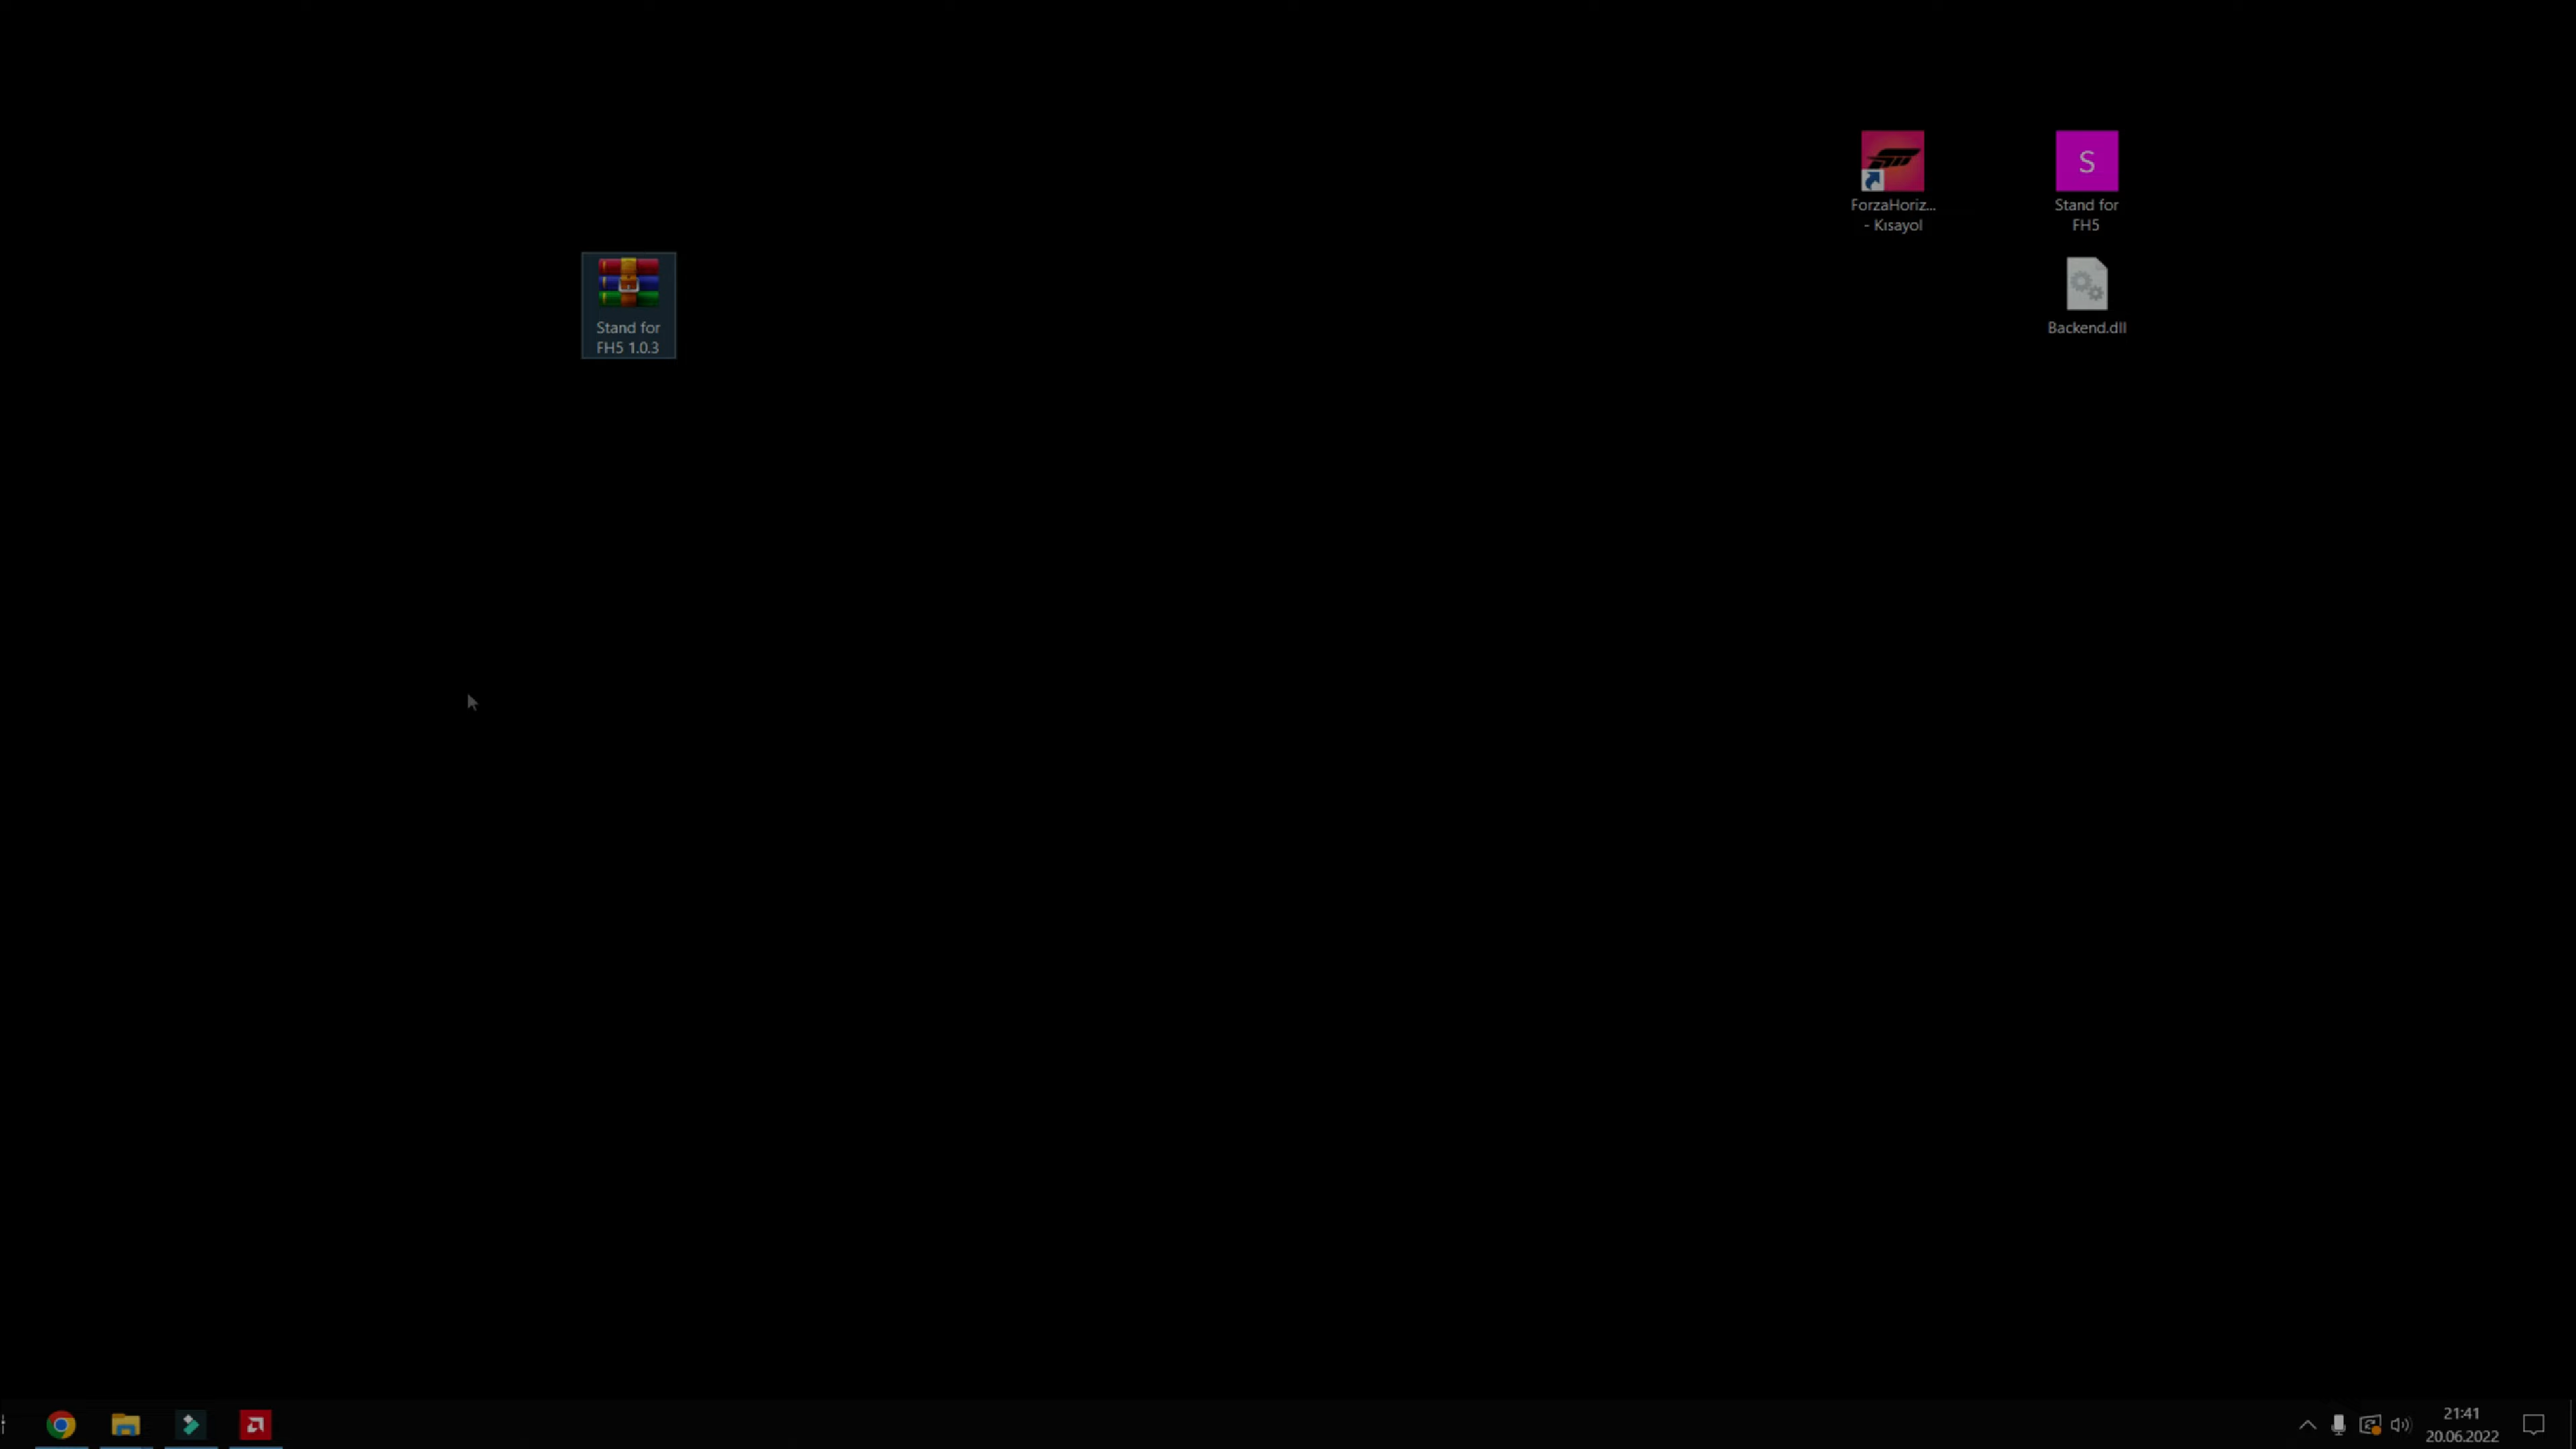 ForzaHoriz...
- Kısayol
S
Stand for
FH5
Stand for
FH5 1.0.3
Backend.dll
21:41
20.06.2022